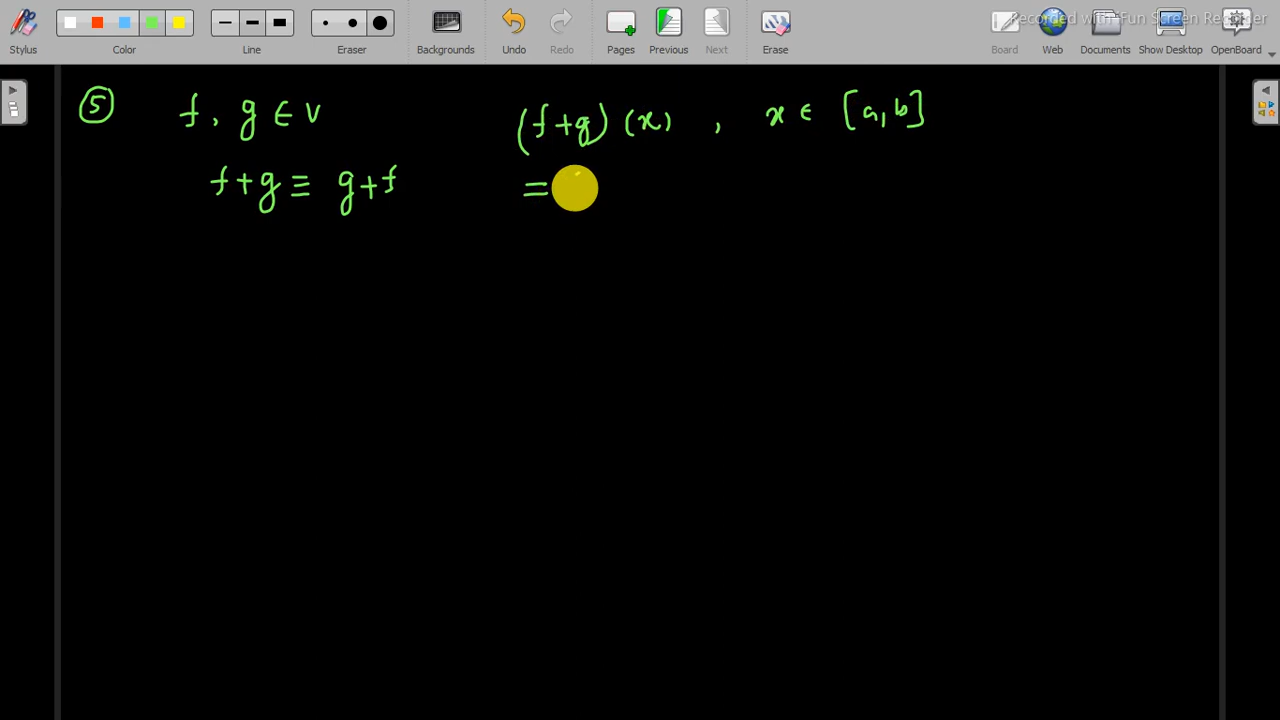 Recorded with Fun Screen Recorder
Stylus Color Line Eraser Backgrounds Undo Redo Pages Previous Next Erase Board Web Documents Show Desktop OpenBoard
⑤ f, g ∈ V (f+g)(x) , x ∈ [a,b]
f+g ≡ g+f =